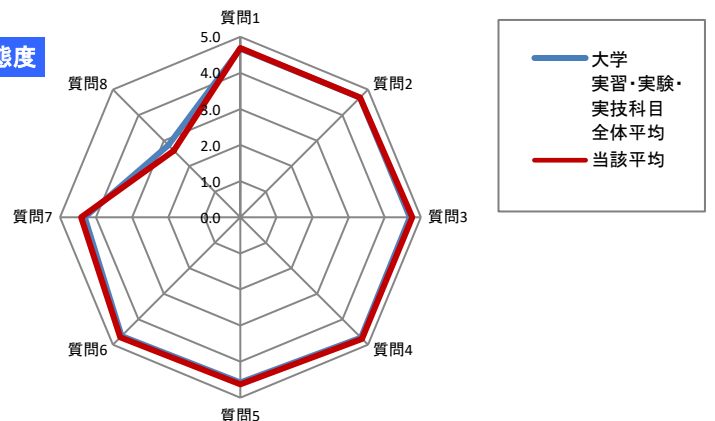 質問1
5.0
態度
4.0
質問8
質問2
3.0
2.0
1.0
質問7
0.0
質問3
質問6
質問4
質問5
大学
実習・実験・
実技科目
全体平均
当該平均